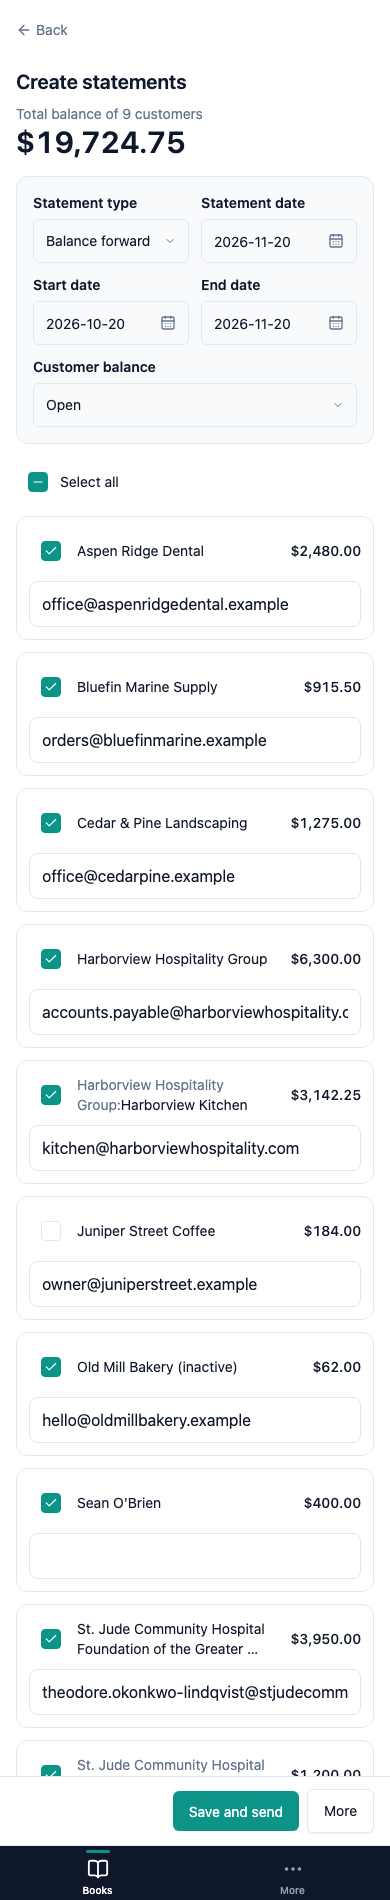 Back
Create statements
Total balance of 9 customers
$19,724.75
Statement type
Statement date
Balance forward
2026-11-20
Start date
End date
2026-10-20
2026-11-20
Customer balance
Open
Select all
Aspen Ridge Dental
$2,480.00
office@aspenridgedental.example
Bluefin Marine Supply
$915.50
orders@bluefinmarine.example
Cedar & Pine Landscaping
$1,275.00
office@cedarpine.example
Harborview Hospitality Group
$6,300.00
accounts.payable@harborviewhospitality.c
Harborview Hospitality
Group:Harborview Kitchen
$3,142.25
kitchen@harborviewhospitality.com
Juniper Street Coffee
$184.00
owner@juniperstreet.example
Old Mill Bakery (inactive)
$62.00
hello@oldmillbakery.example
Sean O'Brien
$400.00
St. Jude Community Hospital
Foundation of the Greater ...
$3,950.00
theodore.okonkwo-lindqvist@stjudecomm
St. Jude Community Hospital
$1,200.00
Save and send
More
Books
More